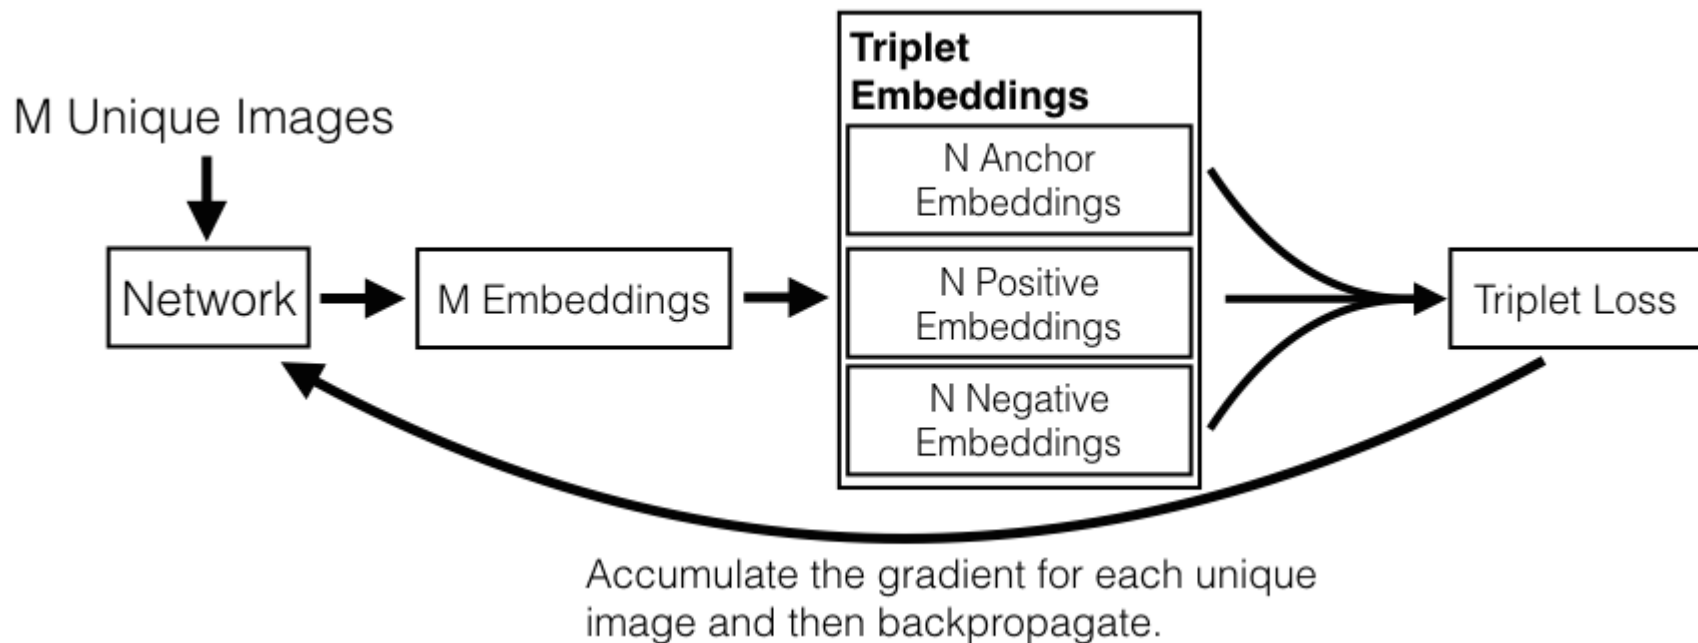 M Unique Images
Network
M Embeddings
Triplet
Embeddings
N Anchor
Embeddings
N Positive
Embeddings
N Negative
Embeddings
Triplet Loss
Accumulate the gradient for each unique
image and then backpropagate.